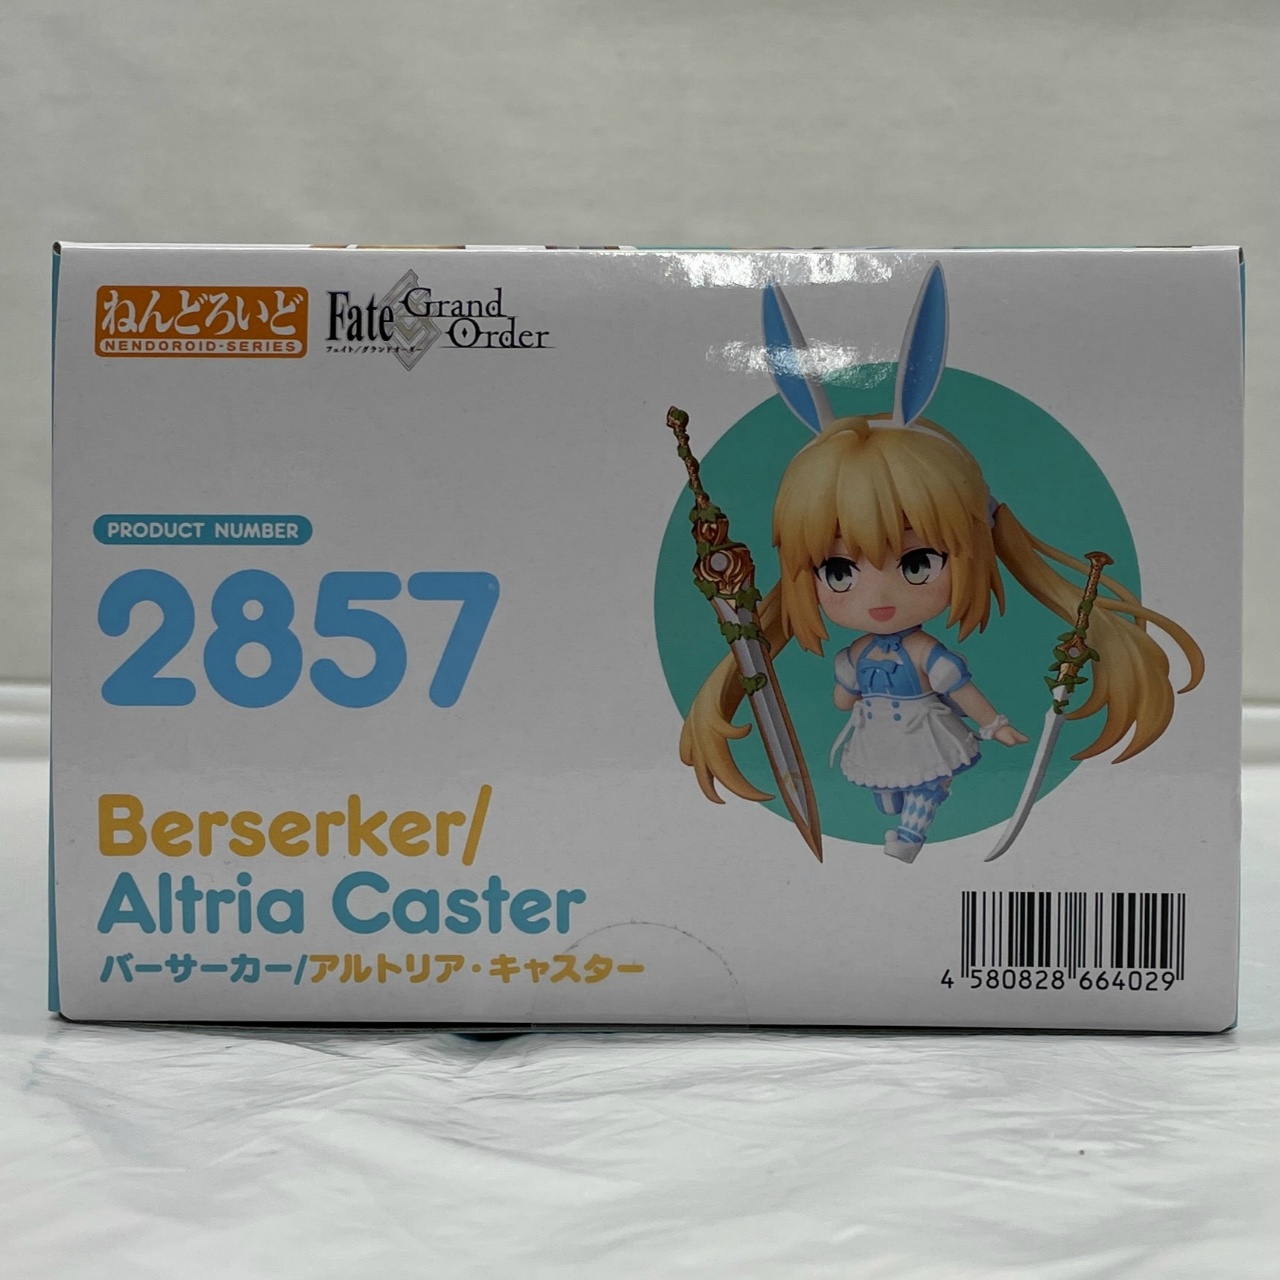 ねんどろいど
NENDOROID-SERIES
Fate/Grand Order
フェイト/グランドオーダー
PRODUCT NUMBER
2857
Berserker/
Altria Caster
バーサーカー/アルトリア・キャスター
4 580828 664029